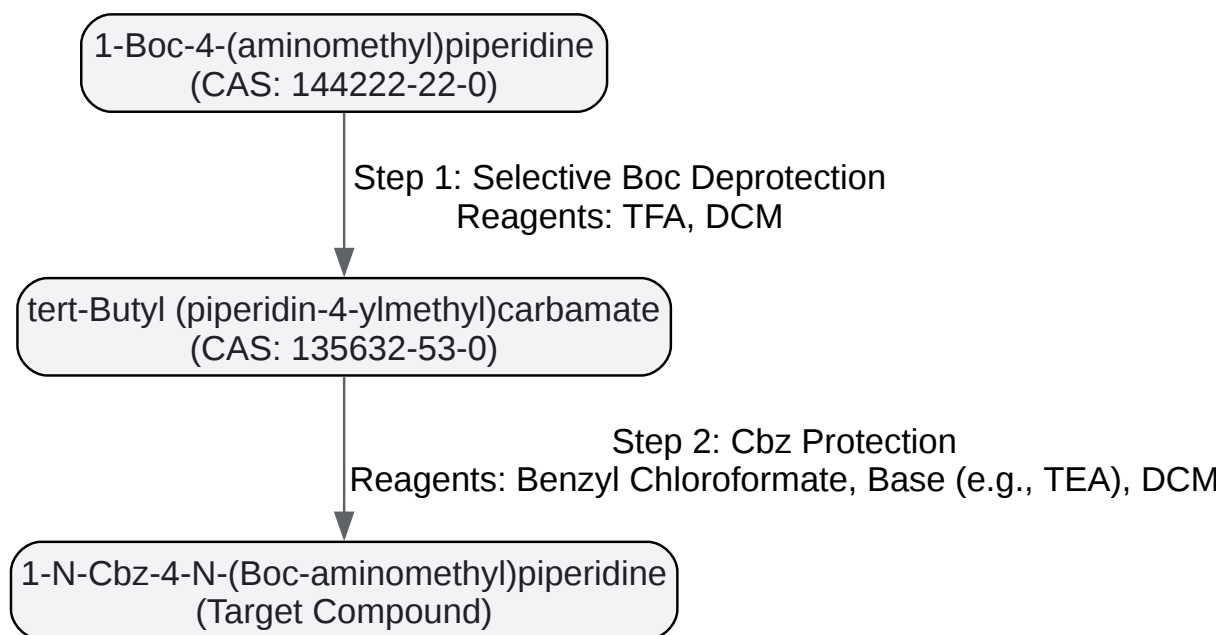 1-Boc-4-(aminomethyl)piperidine
(CAS: 144222-22-0)
Step 1: Selective Boc Deprotection
Reagents: TFA, DCM
tert-Butyl (piperidin-4-ylmethyl)carbamate
(CAS: 135632-53-0)
Step 2: Cbz Protection
Reagents: Benzyl Chloroformate, Base (e.g., TEA), DCM
1-N-Cbz-4-N-(Boc-aminomethyl)piperidine
(Target Compound)